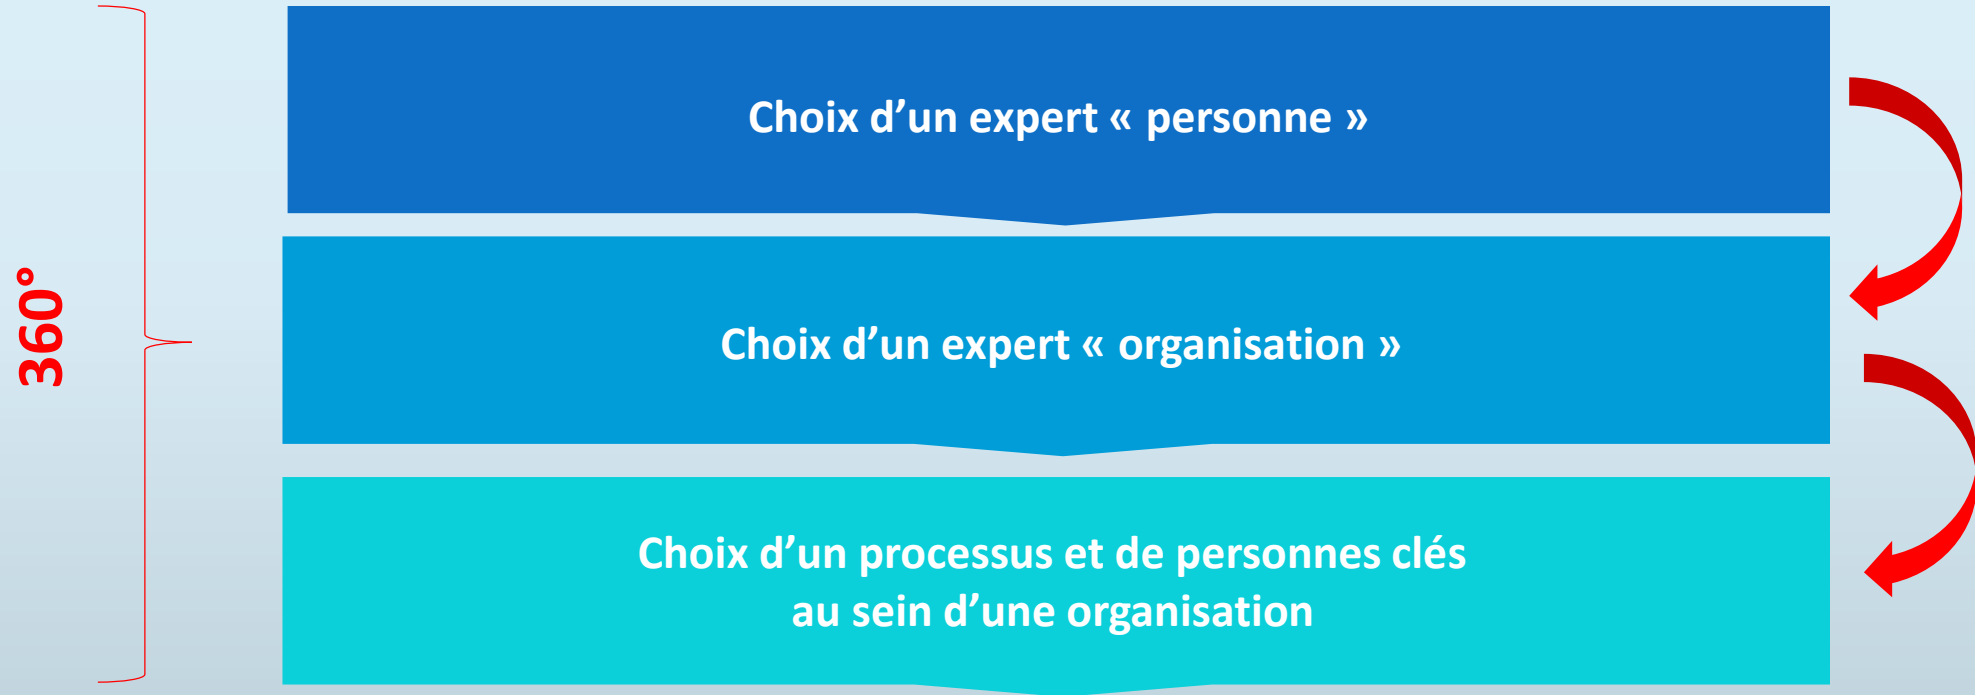 360°
Choix d’un expert « personne »
Choix d’un expert « organisation »
Choix d’un processus et de personnes clés
au sein d’une organisation